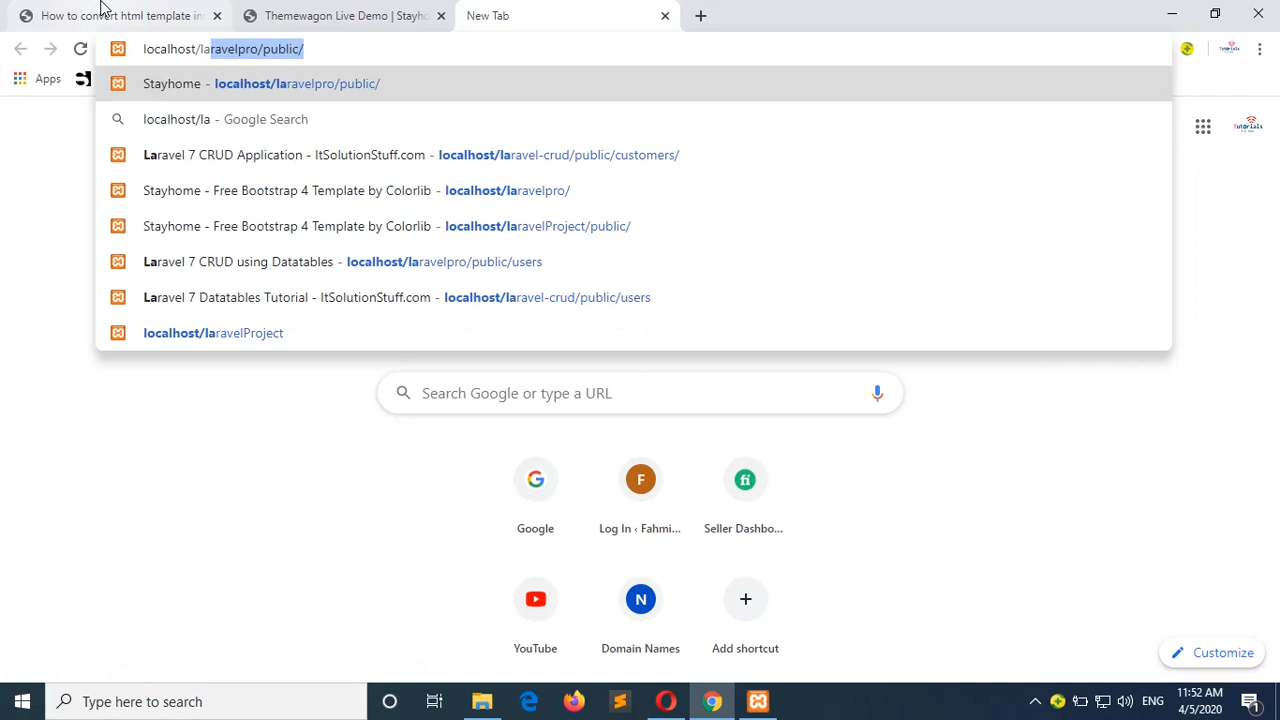 How to convert html template in
Themewagon Live Demo | Stayho
New Tab
localhost/laravelpro/public/
Apps
Stayhome - localhost/laravelpro/public/
localhost/la - Google Search
Laravel 7 CRUD Application - ItSolutionStuff.com - localhost/laravel-crud/public/customers/
Stayhome - Free Bootstrap 4 Template by Colorlib - localhost/laravelpro/
Stayhome - Free Bootstrap 4 Template by Colorlib - localhost/laravelProject/public/
Laravel 7 CRUD using Datatables - localhost/laravelpro/public/users
Laravel 7 Datatables Tutorial - ItSolutionStuff.com - localhost/laravel-crud/public/users
localhost/laravelProject
Tutorials
Search Google or type a URL
G
F
fi
Google
Log In ‹ Fahmi...
Seller Dashbo...
N
YouTube
Domain Names
Add shortcut
Customize
Type here to search
ENG
11:52 AM
4/5/2020
1